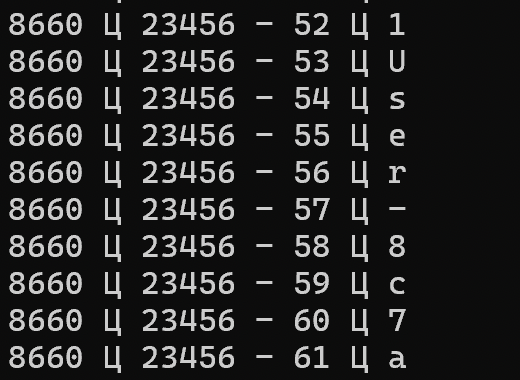 8660 Ц 23456 – 52 Ц 1
8660 Ц 23456 – 53 Ц U
8660 Ц 23456 – 54 Ц s
8660 Ц 23456 – 55 Ц e
8660 Ц 23456 – 56 Ц r
8660 Ц 23456 – 57 Ц –
8660 Ц 23456 – 58 Ц 8
8660 Ц 23456 – 59 Ц c
8660 Ц 23456 – 60 Ц 7
8660 Ц 23456 – 61 Ц a